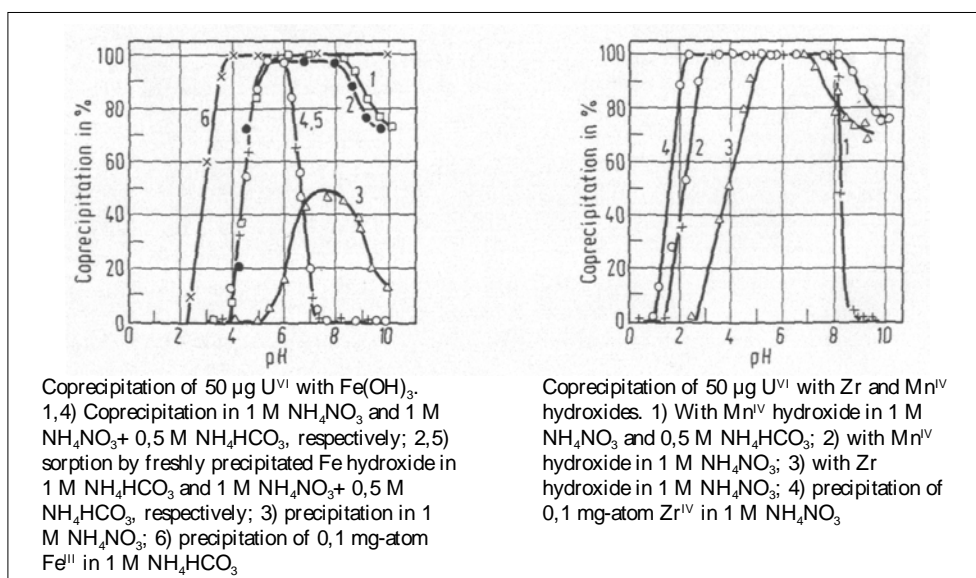 100
80
60
40
20
0
Coprecipitation in %
0 2 4 6 8 10
pH
6
4,5
1
2
3
100
80
60
40
20
0
Coprecipitation in %
0 2 4 6 8 10
pH
4
2
3
1
Coprecipitation of 50 µg U^VI with Fe(OH)₃.
1,4) Coprecipitation in 1 M NH₄NO₃ and 1 M
NH₄NO₃+ 0,5 M NH₄HCO₃, respectively; 2,5)
sorption by freshly precipitated Fe hydroxide in
1 M NH₄HCO₃ and 1 M NH₄NO₃+ 0,5 M
NH₄HCO₃, respectively; 3) precipitation in 1
M NH₄NO₃; 6) precipitation of 0,1 mg-atom
Fe^III in 1 M NH₄HCO₃
Coprecipitation of 50 µg U^VI with Zr and Mn^IV
hydroxides. 1) With Mn^IV hydroxide in 1 M
NH₄NO₃ and 0,5 M NH₄HCO₃; 2) with Mn^IV
hydroxide in 1 M NH₄NO₃; 3) with Zr
hydroxide in 1 M NH₄NO₃; 4) precipitation of
0,1 mg-atom Zr^IV in 1 M NH₄NO₃